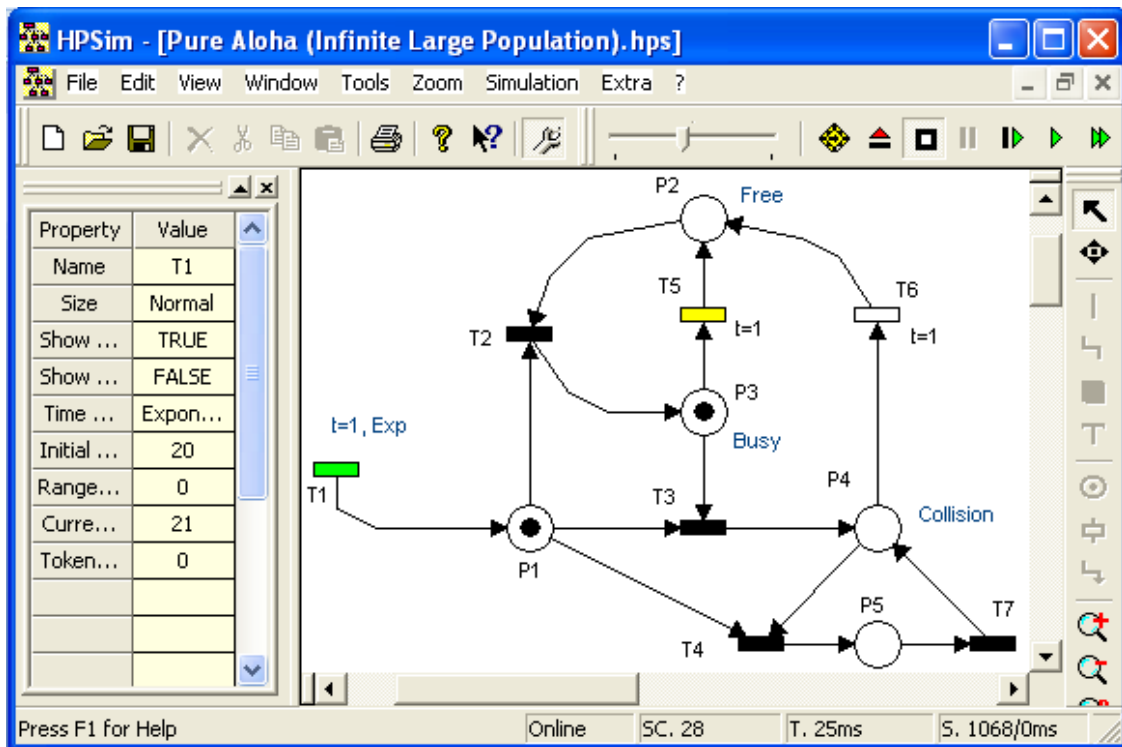 HPSim - [Pure Aloha (Infinite Large Population).hps]
File Edit View Window Tools Zoom Simulation Extra ?
Property Value
Name T1
Size Normal
Show ... TRUE
Show ... FALSE
Time ... Expon...
Initial ... 20
Range... 0
Curre... 21
Token... 0
P2
Free
T5
T6
T2
t=1
t=1
P3
t=1, Exp
Busy
P4
T1
T3
Collision
P1
P5
T7
T4
T
Press F1 for Help Online SC. 28 T. 25ms S. 1068/0ms